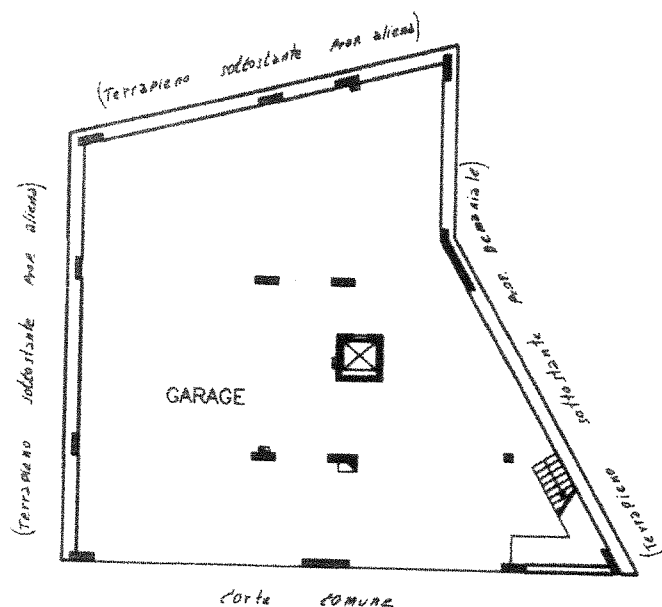 (Terrapieno sottostante Prop. aliena)
(Terrapieno sottostante Prop. aliena)
(Terrapieno sottostante Prop. Demaniale)
GARAGE
Corte comune